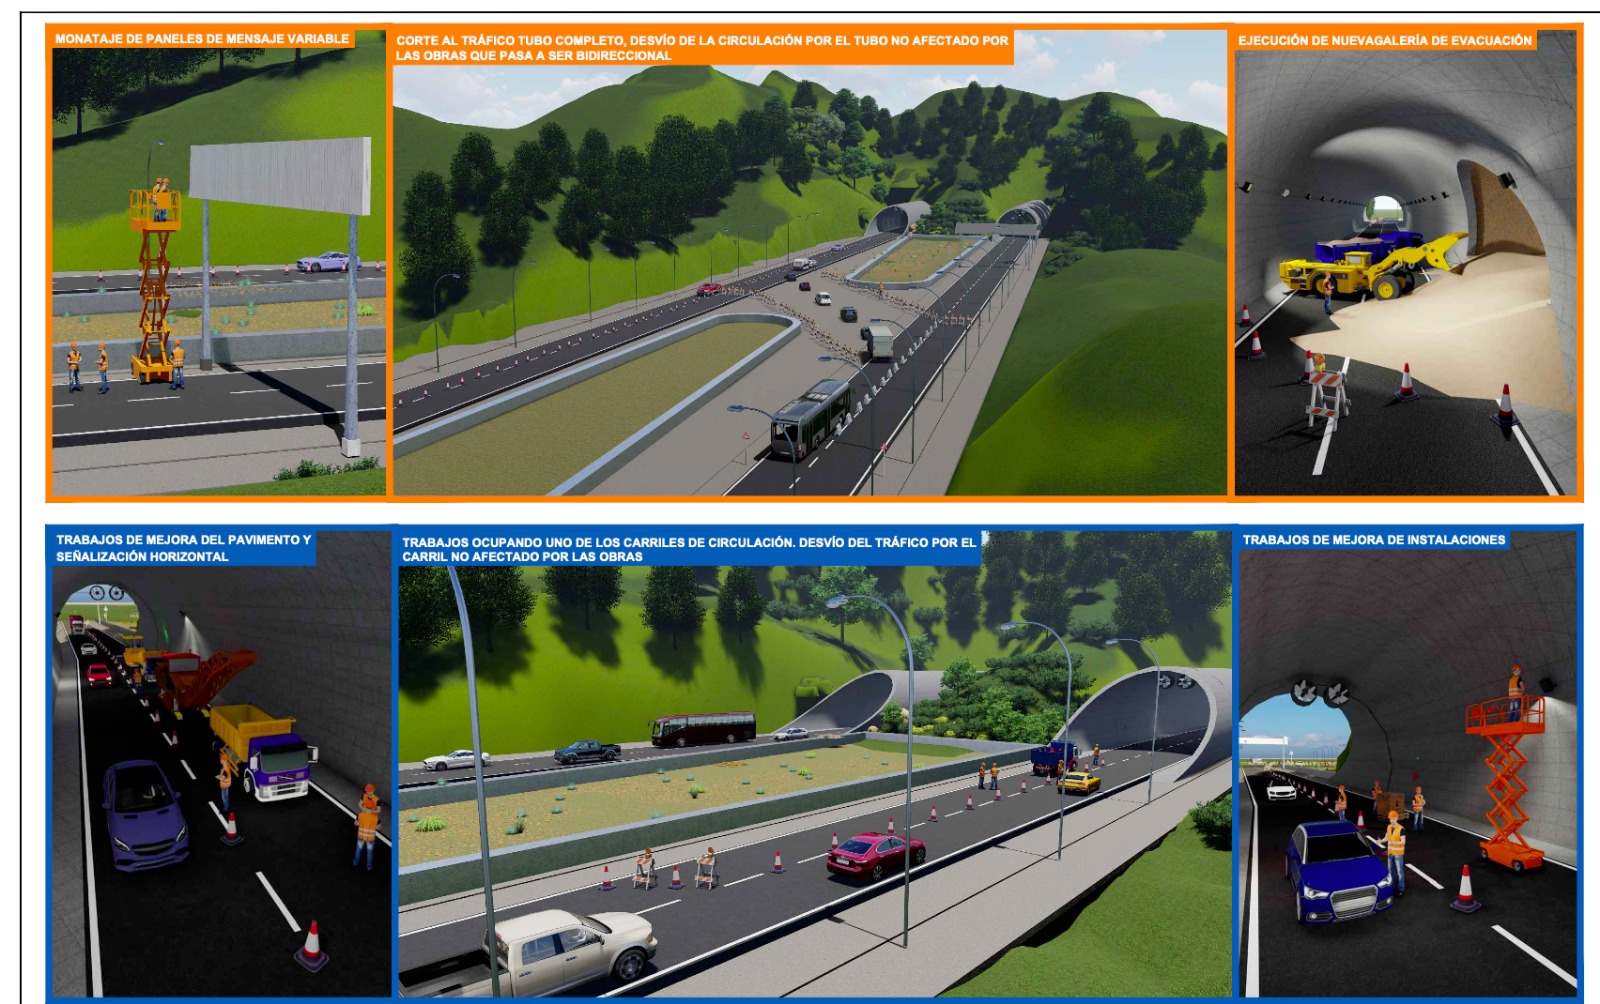 MONATAJE DE PANELES DE MENSAJE VARIABLE
CORTE AL TRÁFICO TUBO COMPLETO, DESVÍO DE LA CIRCULACIÓN POR EL TUBO NO AFECTADO POR
LAS OBRAS QUE PASA A SER BIDIRECCIONAL
EJECUCIÓN DE NUEVAGALERÍA DE EVACUACIÓN
TRABAJOS DE MEJORA DEL PAVIMENTO Y
SEÑALIZACIÓN HORIZONTAL
TRABAJOS OCUPANDO UNO DE LOS CARRILES DE CIRCULACIÓN. DESVÍO DEL TRÁFICO POR EL
CARRIL NO AFECTADO POR LAS OBRAS
TRABAJOS DE MEJORA DE INSTALACIONES